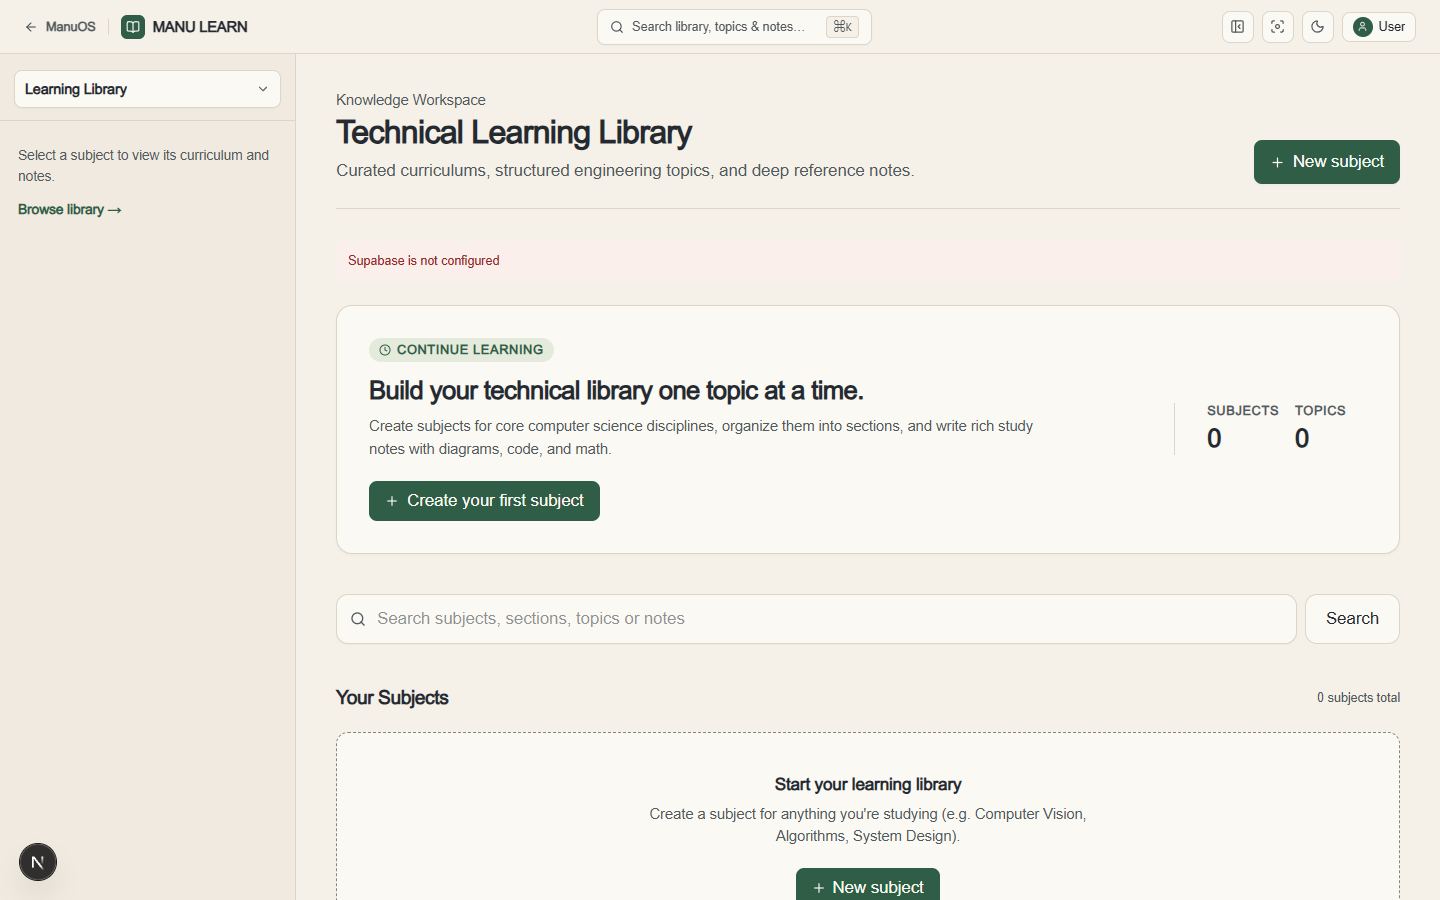 ManuOS
MANU LEARN
Search library, topics & notes...
⌘K
User
Learning Library
Select a subject to view its curriculum and
notes.
Browse library →
Knowledge Workspace
Technical Learning Library
Curated curriculums, structured engineering topics, and deep reference notes.
+ New subject
Supabase is not configured
CONTINUE LEARNING
Build your technical library one topic at a time.
Create subjects for core computer science disciplines, organize them into sections, and write rich study
notes with diagrams, code, and math.
SUBJECTS
0
TOPICS
0
+ Create your first subject
Search subjects, sections, topics or notes
Search
Your Subjects
0 subjects total
Start your learning library
Create a subject for anything you're studying (e.g. Computer Vision,
Algorithms, System Design).
+ New subject
N